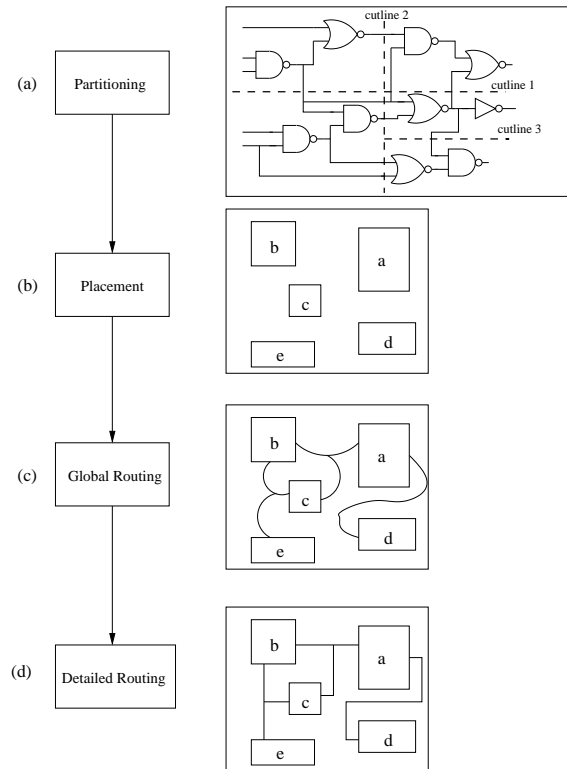 cutline 2
(a) Partitioning
cutline 1
cutline 3
(b) Placement
b
a
c
d
e
(c) Global Routing
b
a
c
d
e
(d) Detailed Routing
b
a
c
d
e